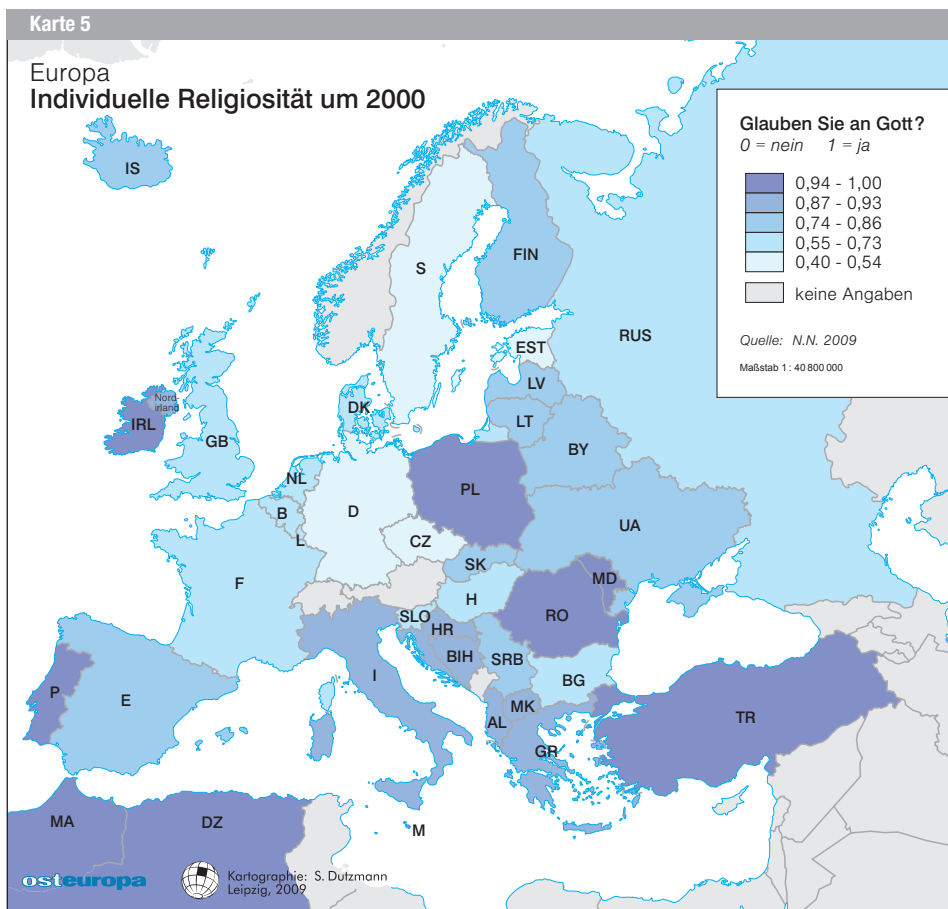 Karte 5
Europa
Individuelle Religiosität um 2000
Glauben Sie an Gott?
0 = nein 1 = ja
0,94 - 1,00
0,87 - 0,93
0,74 - 0,86
0,55 - 0,73
0,40 - 0,54
keine Angaben
Quelle: N.N. 2009
Maßstab 1 : 40 800 000
IS
S
FIN
RUS
EST
LV
DK
LT
Nord-
irland
IRL
GB
BY
NL
PL
B
D
UA
L
CZ
SK
F
H
MD
RO
SLO
HR
BIH
SRB
I
BG
P
E
MK
AL
TR
GR
MA
DZ
M
osteuropa
Kartographie: S. Dutzmann
Leipzig, 2009